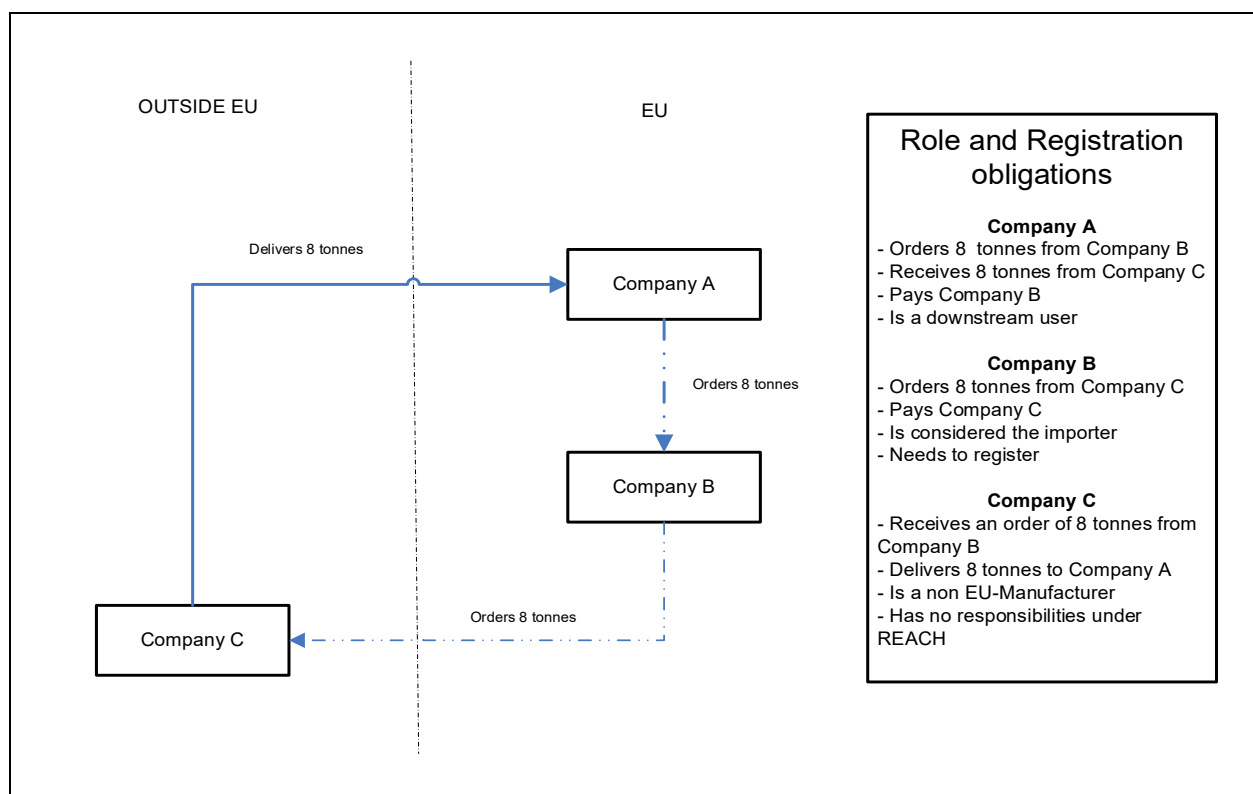 OUTSIDE EU
EU
Delivers 8 tonnes
Company A
Orders 8 tonnes
Company B
Orders 8 tonnes
Company C
Role and Registration
obligations
Company A
- Orders 8  tonnes from Company B
- Receives 8 tonnes from Company C
- Pays Company B
- Is a downstream user
Company B
- Orders 8 tonnes from Company C
- Pays Company C
- Is considered the importer
- Needs to register
Company C
- Receives an order of 8 tonnes from
Company B
- Delivers 8 tonnes to Company A
- Is a non EU-Manufacturer
- Has no responsibilities under
REACH